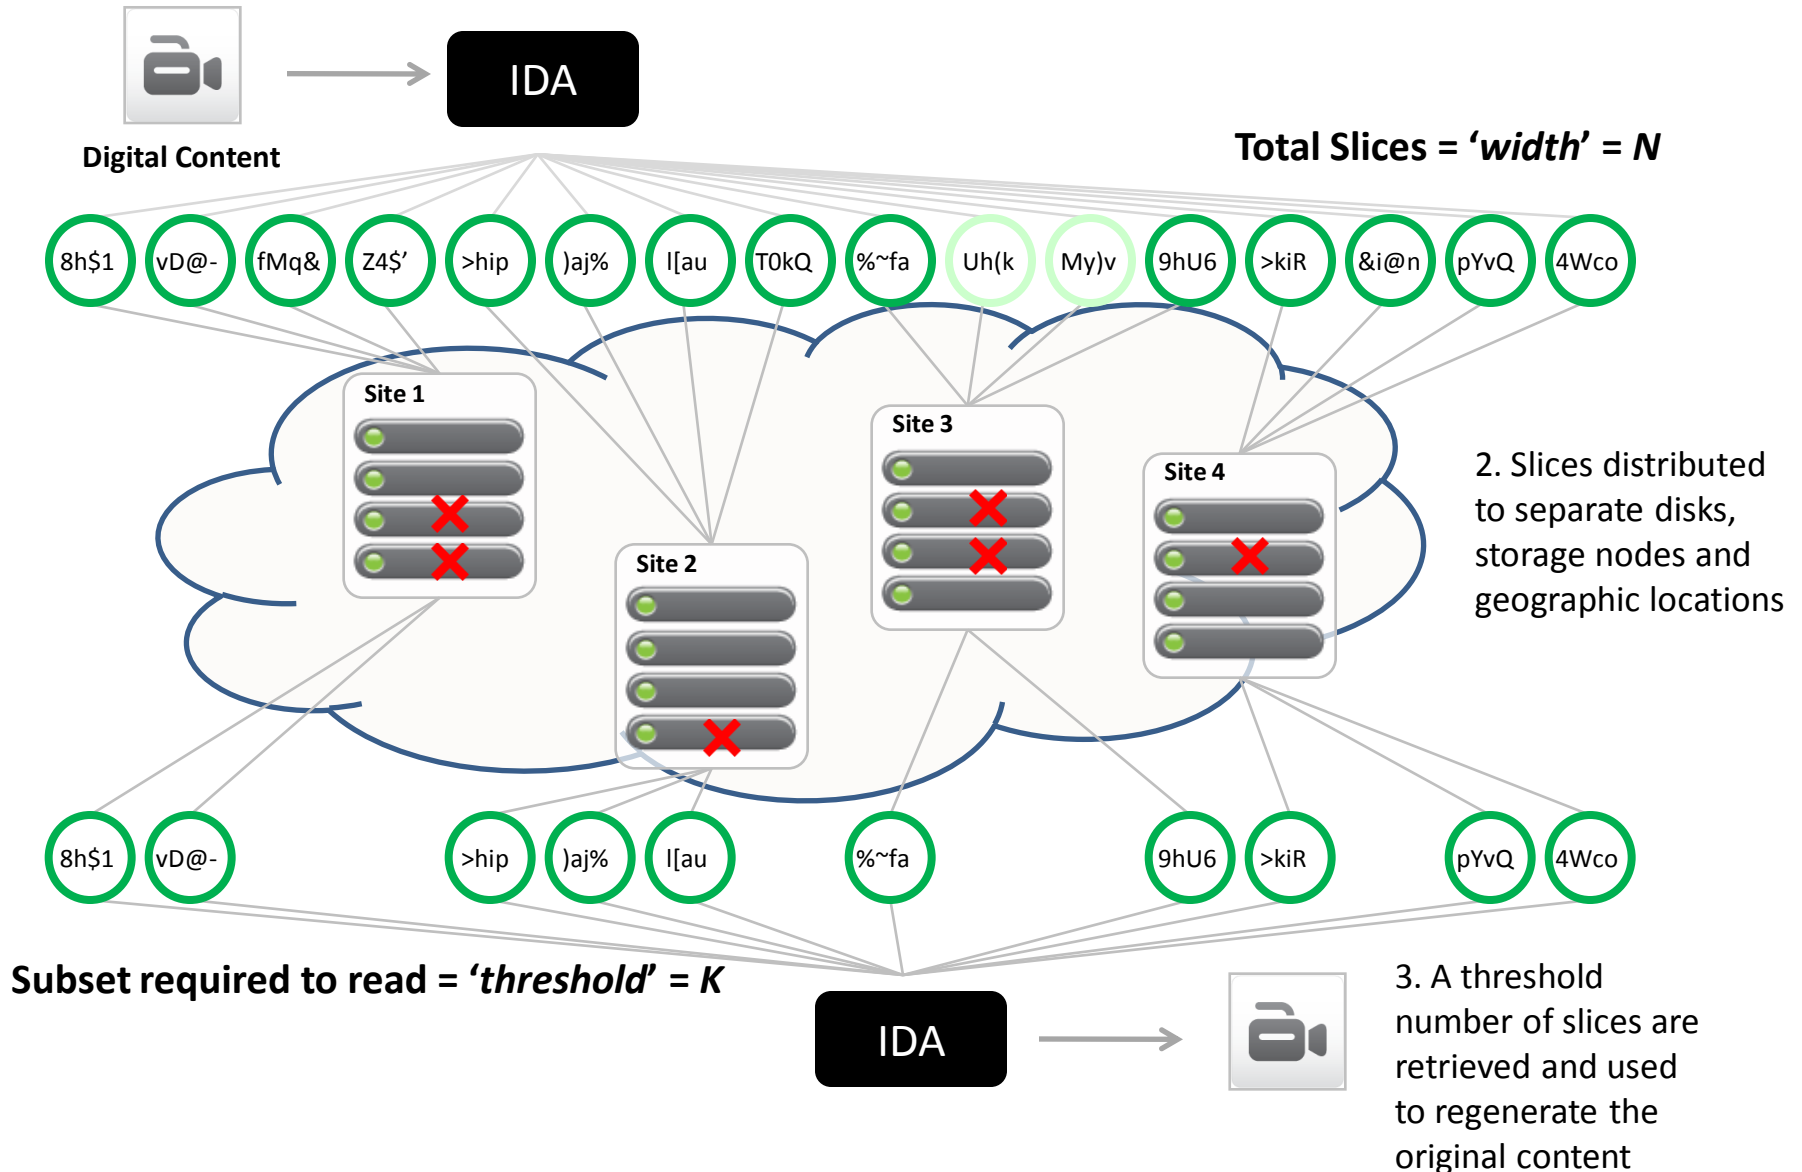 IDA
Digital Content
Total Slices = ‘width’ = N
8h$1
vD@-
fMq&
Z4$’
>hip
)aj%
l[au
T0kQ
%~fa
Uh(k
My)v
9hU6
>kiR
&i@n
pYvQ
4Wco
Site 1
Site 2
Site 3
Site 4
2. Slices distributed
to separate disks,
storage nodes and
geographic locations
8h$1
vD@-
>hip
)aj%
l[au
%~fa
9hU6
>kiR
pYvQ
4Wco
Subset required to read = ‘threshold’ = K
IDA
3. A threshold
number of slices are
retrieved and used
to regenerate the
original content